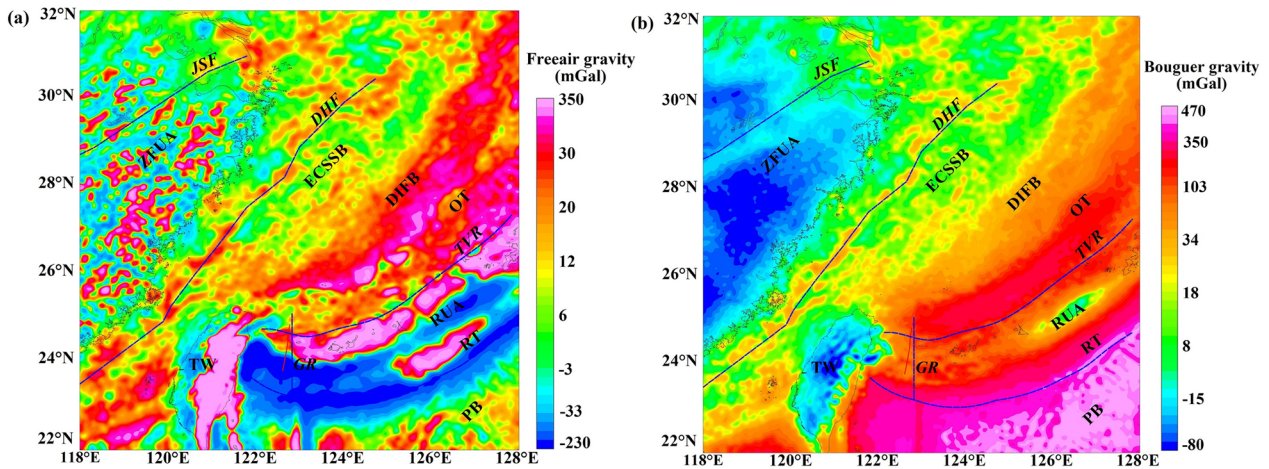 (a)
32°N
30°N
28°N
26°N
24°N
22°N
118°E 120°E 122°E 124°E 126°E 128°E
JSF
ZFUA
DHF
ECSSB
DIFB
OT
TVR
RUA
RT
TW
GR
PB
Freeair gravity
(mGal)
350
30
20
12
6
-3
-33
-230
(b)
32°N
30°N
28°N
26°N
24°N
22°N
118°E 120°E 122°E 124°E 126°E 128°E
JSF
ZFUA
DHF
ECSSB
DIFB
OT
TVR
RUA
RT
TW
GR
PB
Bouguer gravity
(mGal)
470
350
103
34
18
8
-15
-80